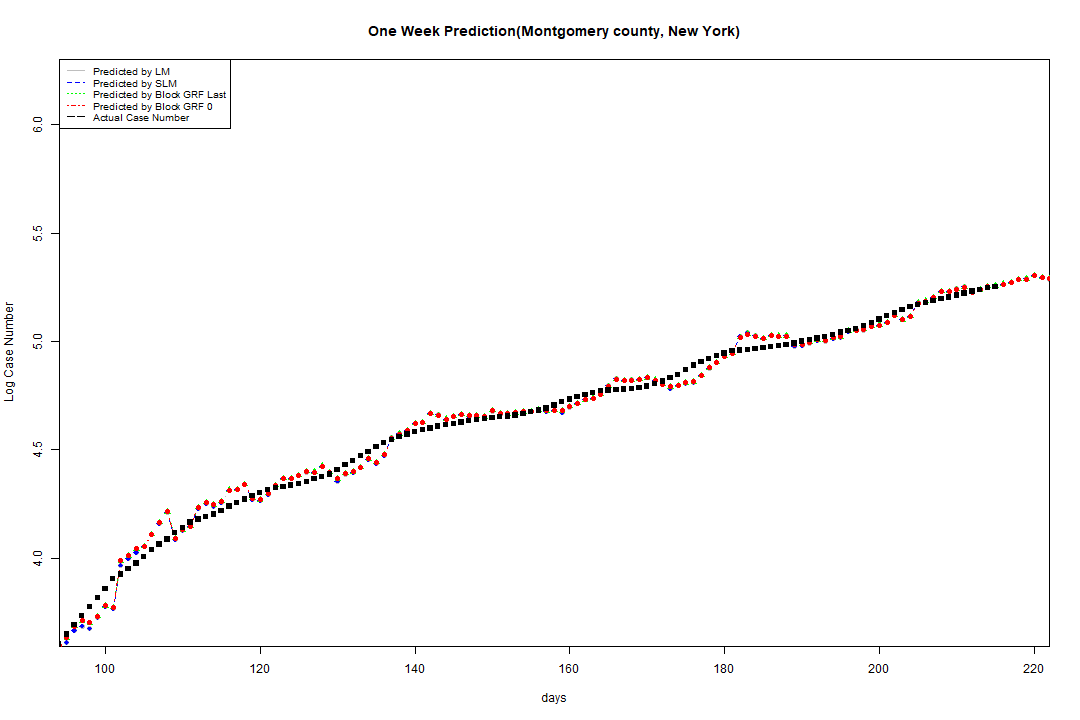 One Week Prediction(Montgomery county, New York)
Predicted by LM
Predicted by SLM
Predicted by Block GRF Last
Predicted by Block GRF 0
Actual Case Number
6.0
5.5
5.0
4.5
4.0
Log Case Number
100 120 140 160 180 200 220
days